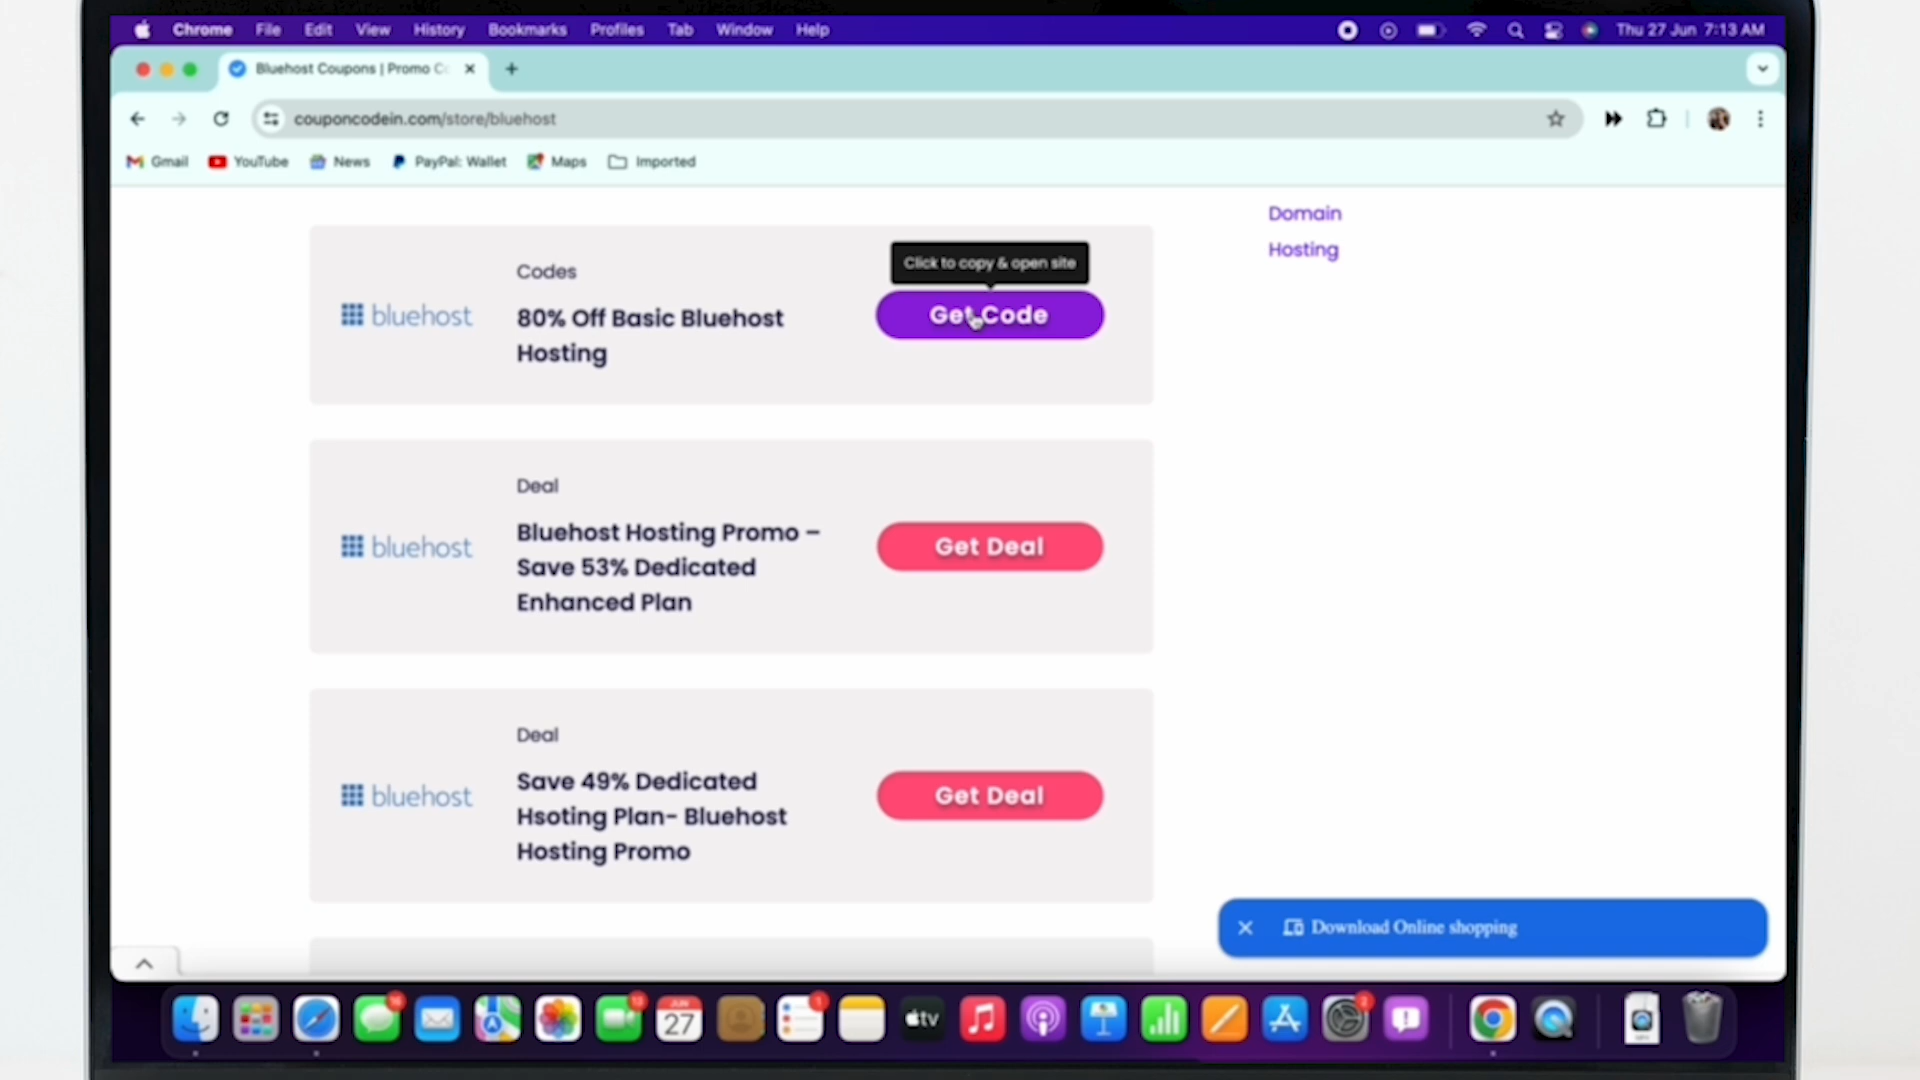 Chrome File Edit View History Bookmarks Profiles Tab Window Help
Thu 27 Jun 7:13 AM
Bluehost Coupons | Promo Co
couponcodein.com/store/bluehost
Gmail YouTube News PayPal: Wallet Maps Imported
Domain
Hosting
Codes
Click to copy & open site
bluehost
80% Off Basic Bluehost
Hosting
Get Code
Deal
bluehost
Bluehost Hosting Promo –
Save 53% Dedicated
Enhanced Plan
Get Deal
Deal
bluehost
Save 49% Dedicated
Hsoting Plan- Bluehost
Hosting Promo
Get Deal
Download Online shopping
JUN
27
tv